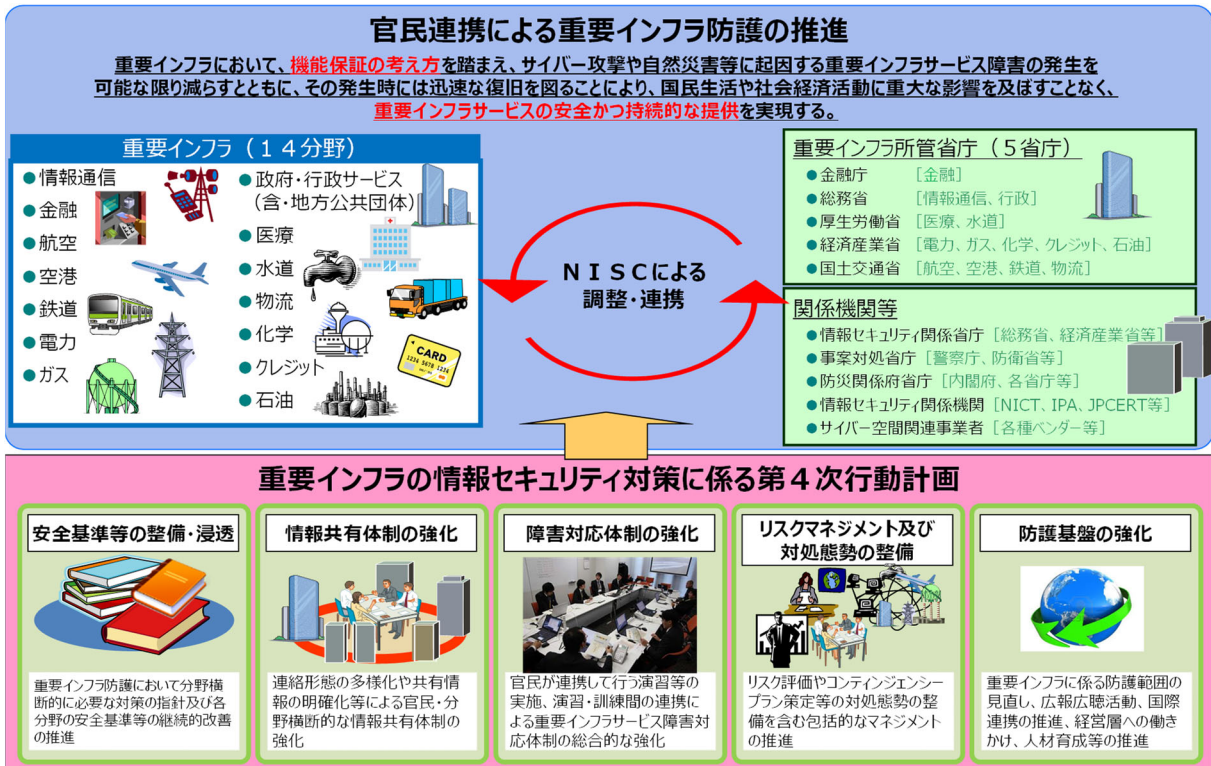 官民連携による重要インフラ防護の推進
重要インフラにおいて、機能保証の考え方を踏まえ、サイバー攻撃や自然災害等に起因する重要インフラサービス障害の発生を
可能な限り減らすとともに、その発生時には迅速な復旧を図ることにより、国民生活や社会経済活動に重大な影響を及ぼすことなく、
重要インフラサービスの安全かつ持続的な提供を実現する。
重要インフラ（１４分野）
●情報通信
●金融
●航空
●空港
●鉄道
●電力
●ガス
●政府・行政サービス
（含・地方公共団体）
●医療
●水道
●物流
●化学
●クレジット
●石油
CARD
1234 5678 1234
ＮＩＳＣによる
調整・連携
重要インフラ所管省庁（５省庁）
●金融庁 ［金融］
●総務省 ［情報通信、行政］
●厚生労働省 ［医療、水道］
●経済産業省 ［電力、ガス、化学、クレジット、石油］
●国土交通省 ［航空、空港、鉄道、物流］
関係機関等
●情報セキュリティ関係省庁 ［総務省、経済産業省等］
●事案対処省庁 ［警察庁、防衛省等］
●防災関係府省庁 ［内閣府、各省庁等］
●情報セキュリティ関係機関 ［NICT、IPA、JPCERT等］
●サイバー空間関連事業者 ［各種ベンダー等］
重要インフラの情報セキュリティ対策に係る第４次行動計画
安全基準等の整備・浸透
重要インフラ防護において分野横
断的に必要な対策の指針及び各
分野の安全基準等の継続的改善
の推進
情報共有体制の強化
連絡形態の多様化や共有情
報の明確化等による官民・分
野横断的な情報共有体制の
強化
障害対応体制の強化
官民が連携して行う演習等の
実施、演習・訓練間の連携に
よる重要インフラサービス障害対
応体制の総合的な強化
リスクマネジメント及び
対処態勢の整備
リスク評価やコンティンジェンシー
プラン策定等の対処態勢の整
備を含む包括的なマネジメント
の推進
防護基盤の強化
重要インフラに係る防護範囲の
見直し、広報広聴活動、国際
連携の推進、経営層への働き
かけ、人材育成等の推進